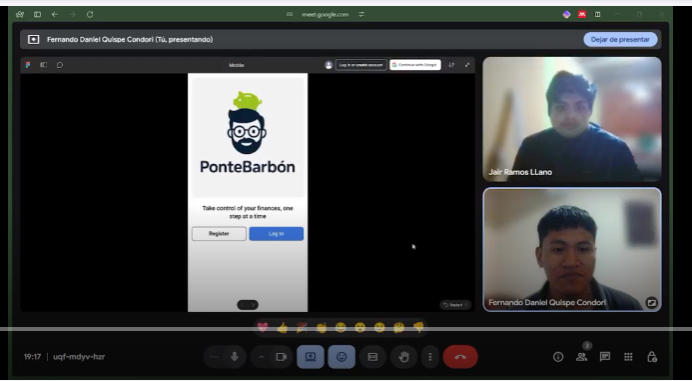 meet.google.com
Fernando Daniel Quispe Condori (Tú, presentando)
Dejar de presentar
Mobile
Log in or create account
Continue with Google
PonteBarbón
Take control of your finances, one
step at a time
Register
Log In
Restart
Jair Ramos LLano
Fernando Daniel Quispe Condori
3
19:17 | uqf-mdyv-hzr